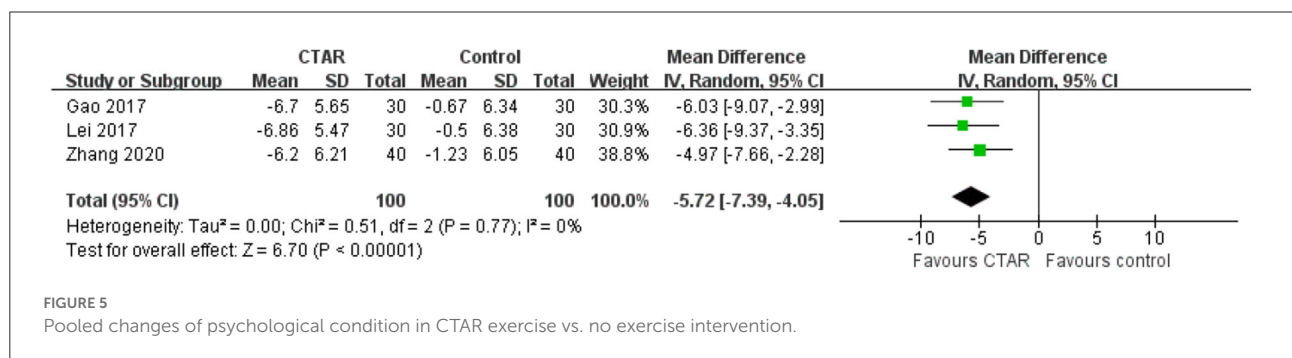 CTAR Control Mean Difference Mean Difference
Study or Subgroup Mean SD Total Mean SD Total Weight IV, Random, 95% CI IV, Random, 95% CI
Gao 2017 -6.7 5.65 30 -0.67 6.34 30 30.3% -6.03 [-9.07, -2.99]
Lei 2017 -6.86 5.47 30 -0.5 6.38 30 30.9% -6.36 [-9.37, -3.35]
Zhang 2020 -6.2 6.21 40 -1.23 6.05 40 38.8% -4.97 [-7.66, -2.28]
Total (95% CI) 100 100 100.0% -5.72 [-7.39, -4.05]
Heterogeneity: Tau² = 0.00; Chi² = 0.51, df = 2 (P = 0.77); I² = 0%
Test for overall effect: Z = 6.70 (P < 0.00001)
-10 -5 0 5 10
Favours CTAR Favours control
FIGURE 5
Pooled changes of psychological condition in CTAR exercise vs. no exercise intervention.